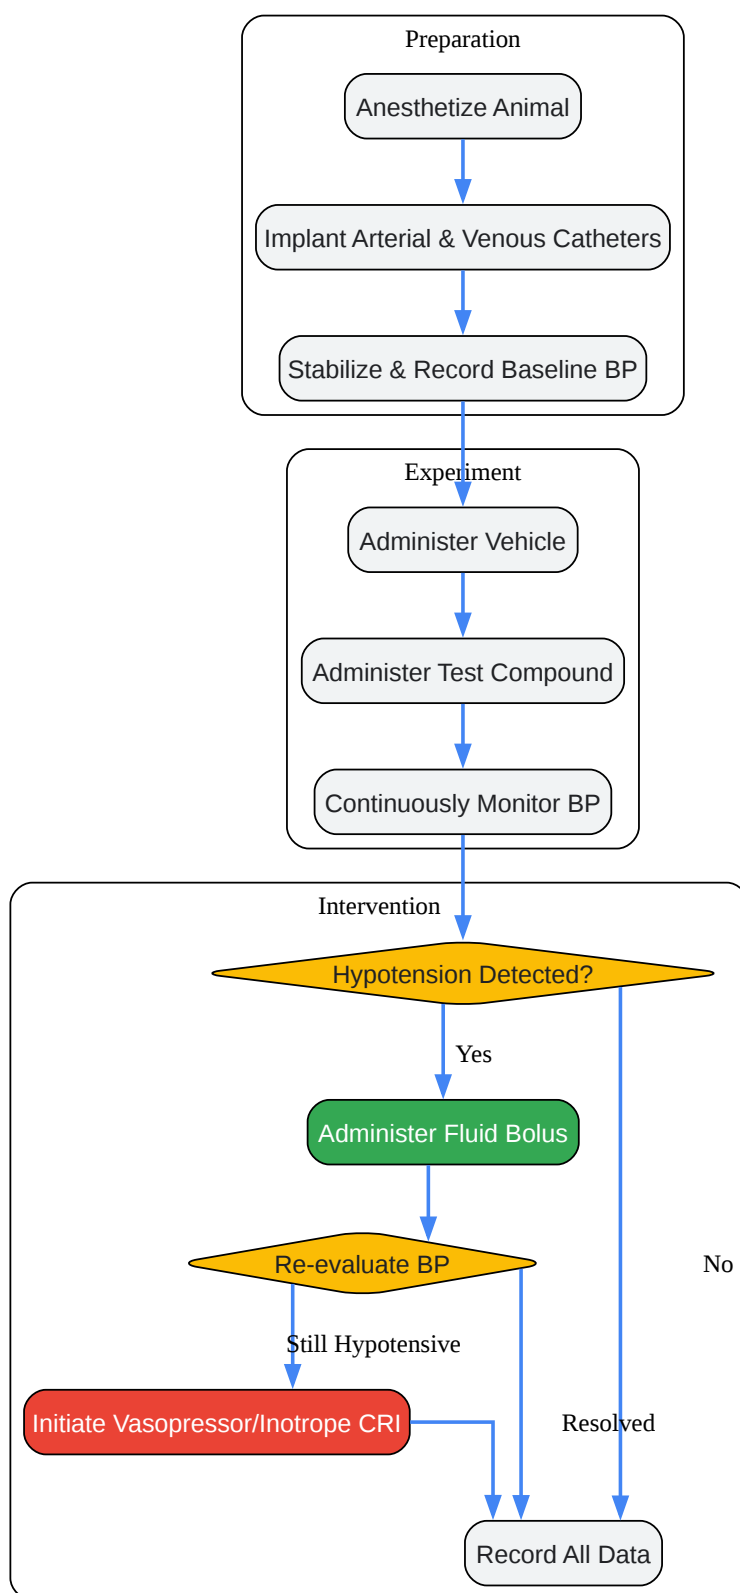 Preparation
Anesthetize Animal
Implant Arterial & Venous Catheters
Stabilize & Record Baseline BP
Experiment
Administer Vehicle
Administer Test Compound
Continuously Monitor BP
Intervention
Hypotension Detected?
Yes
Administer Fluid Bolus
Re-evaluate BP
No
Still Hypotensive
Initiate Vasopressor/Inotrope CRI
Resolved
Record All Data